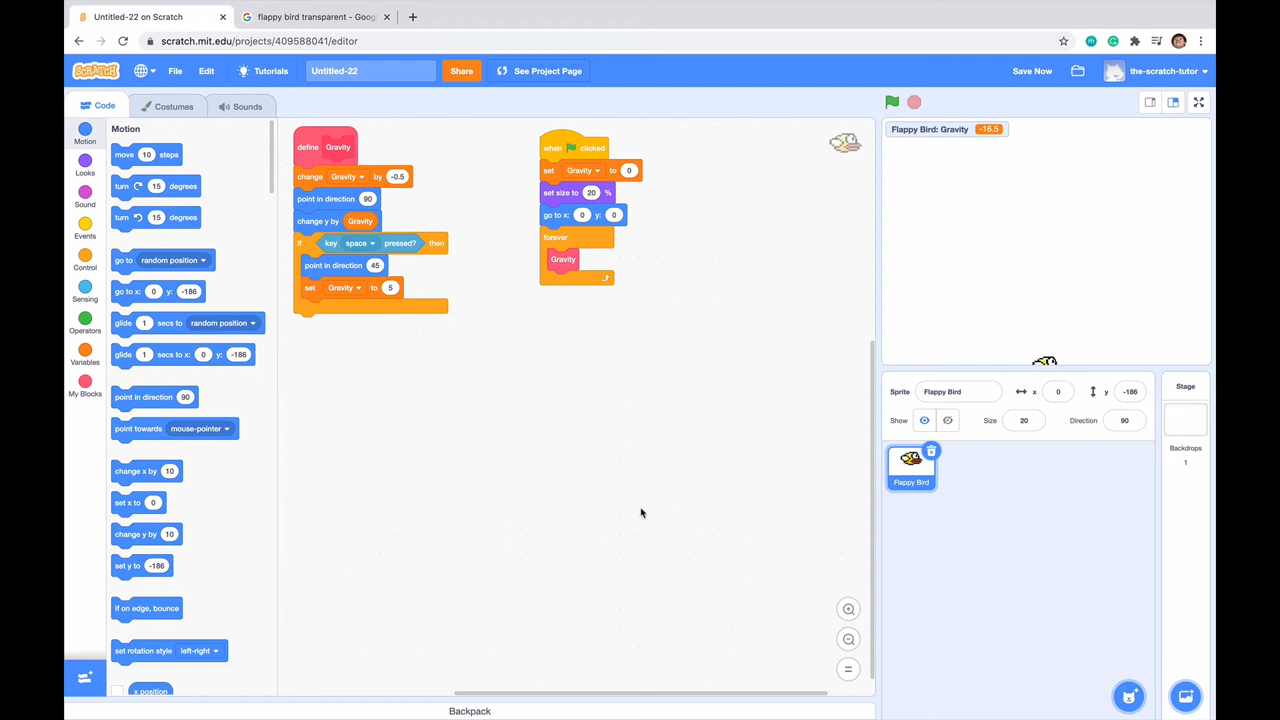 Untitled-22 on Scratch
flappy bird transparent - Goog
scratch.mit.edu/projects/409588041/editor
SCRATCH
File
Edit
Tutorials
Untitled-22
Share
See Project Page
Save Now
the-scratch-tutor
Code
Costumes
Sounds
Motion
Looks
Sound
Events
Control
Sensing
Operators
Variables
My Blocks
Motion
move 10 steps
turn 15 degrees
turn 15 degrees
go to random position
go to x: 0 y: -186
glide 1 secs to random position
glide 1 secs to x: 0 y: -186
point in direction 90
point towards mouse-pointer
change x by 10
set x to 0
change y by 10
set y to -186
if on edge, bounce
set rotation style left-right
x position
define Gravity
change Gravity by -0.5
point in direction 90
change y by Gravity
if key space pressed? then
point in direction 45
set Gravity to 5
when clicked
set Gravity to 0
set size to 20 %
go to x: 0 y: 0
forever
Gravity
Flappy Bird: Gravity -16.5
Sprite Flappy Bird x 0 y -186
Show Size 20 Direction 90
Flappy Bird
Stage
Backdrops
1
Backpack